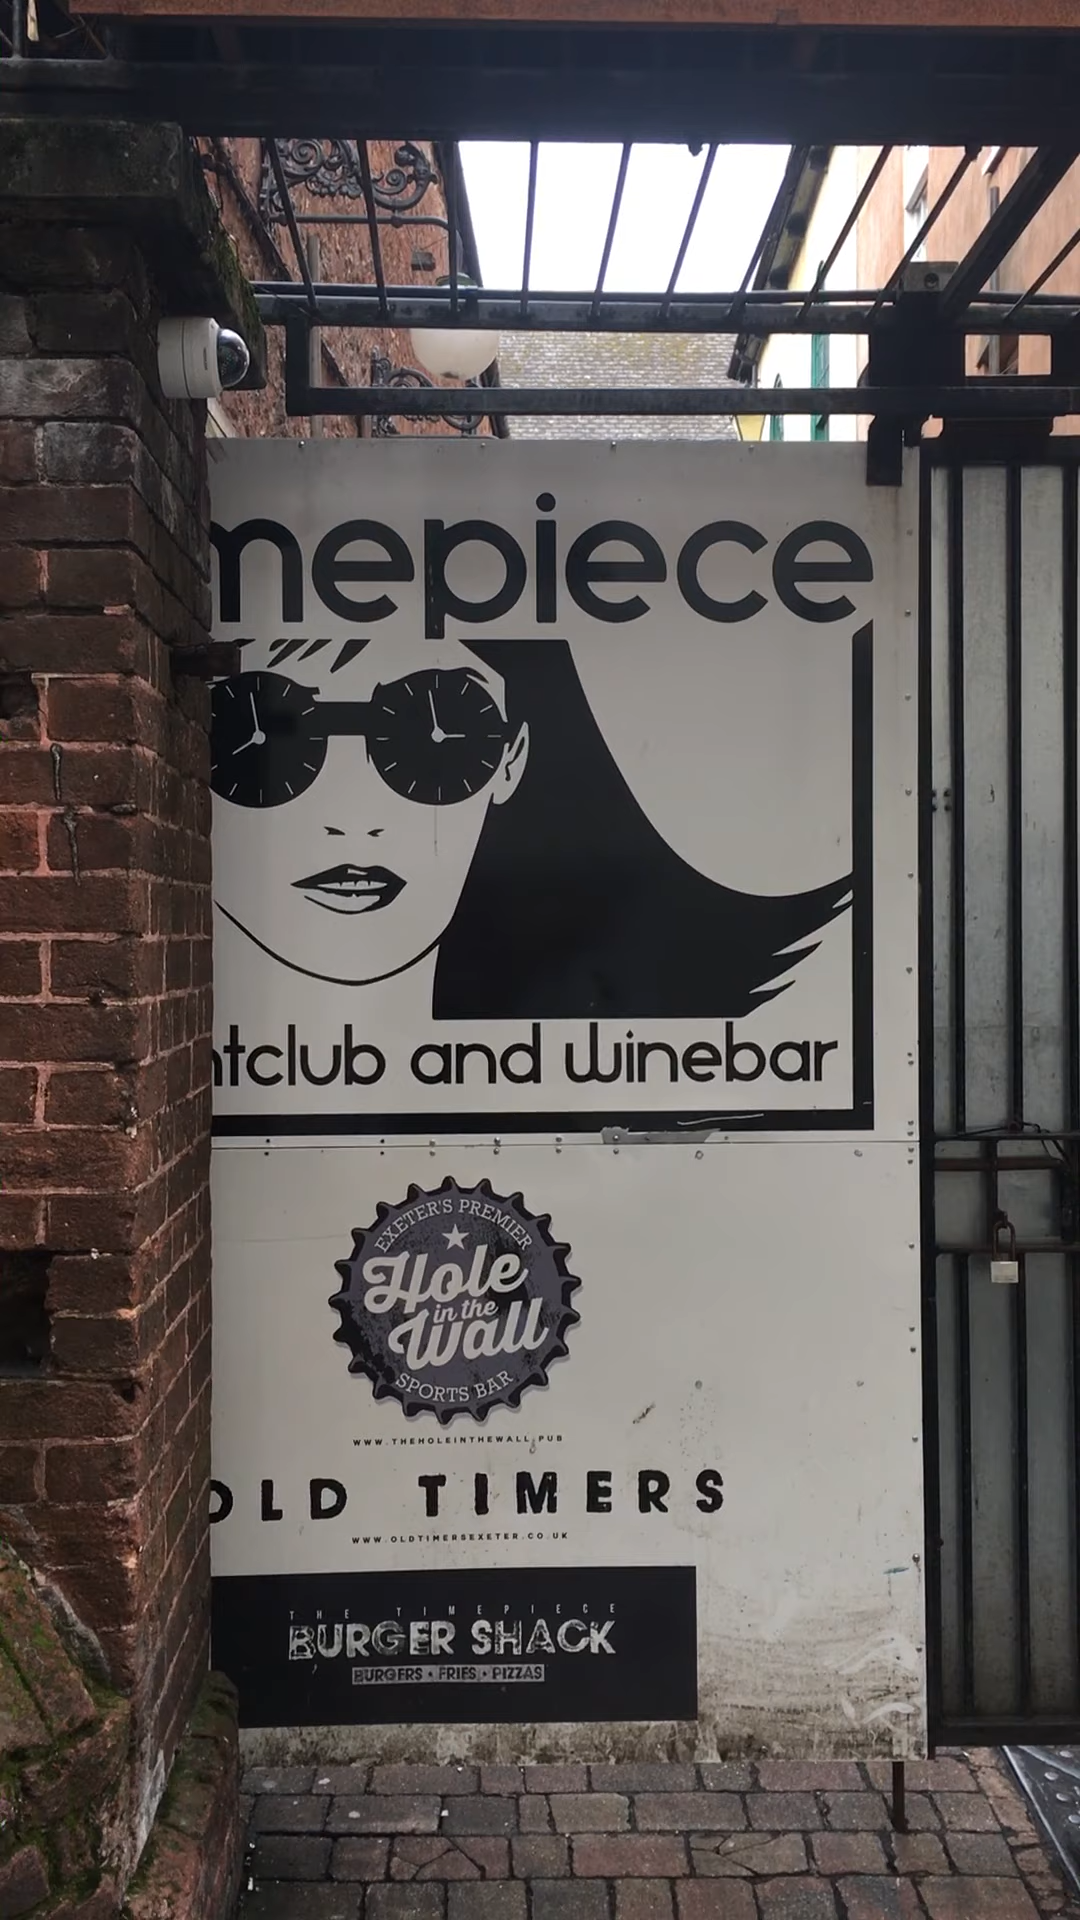 mepiece
tclub and winebar
EXETER'S PREMIER
Hole
in the
Wall
SPORTS BAR
WWW.THEHOLEINTHEWALL.PUB
OLD TIMERS
WWW.OLDTIMERSEXETER.CO.UK
THE TIMEPIECE
BURGER SHACK
BURGERS • FRIES • PIZZAS